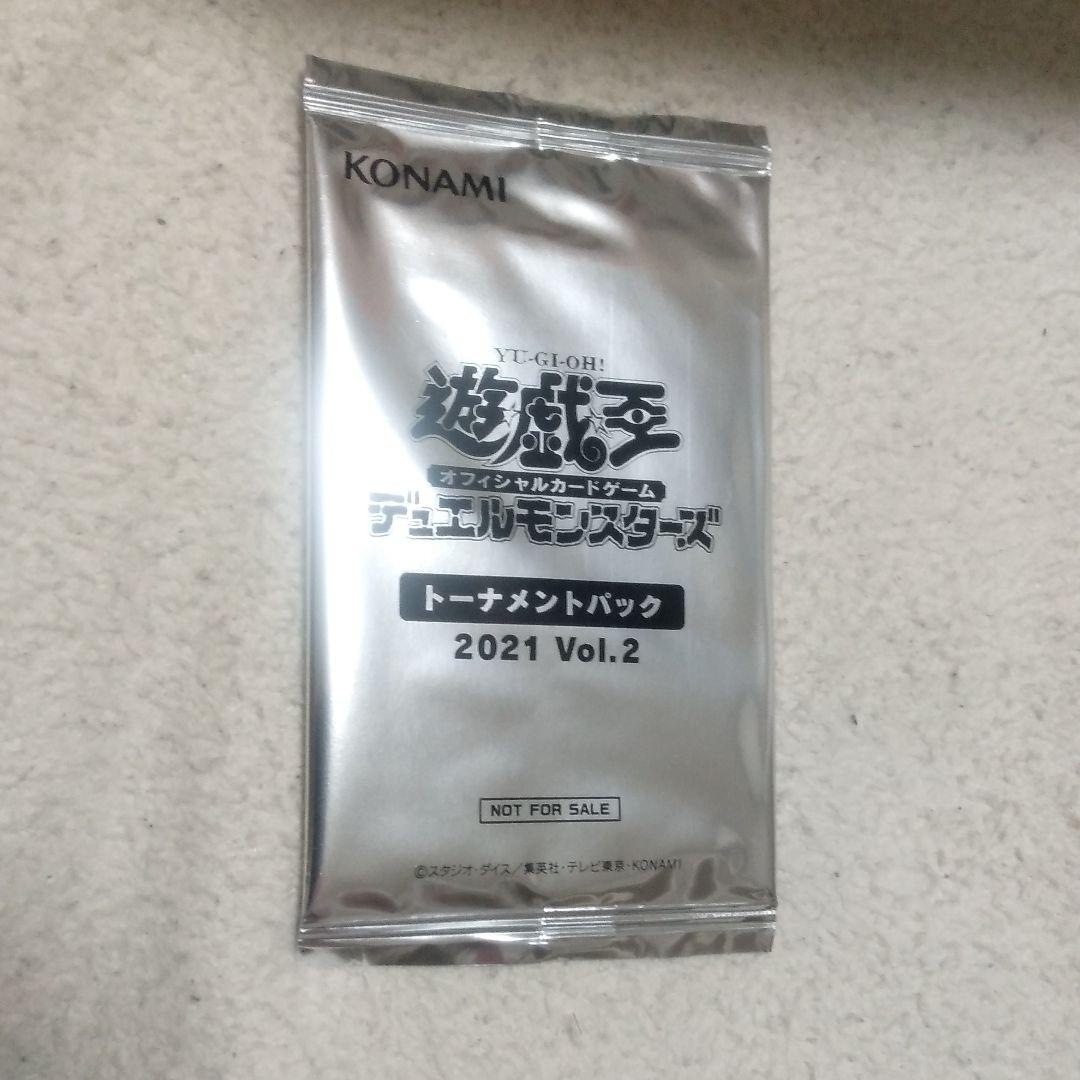 KONAMI
YU-GI-OH!
遊戯王
オフィシャルカードゲーム
デュエルモンスターズ
トーナメントパック
2021 Vol.2
NOT FOR SALE
©スタジオ・ダイス/集英社・テレビ東京・KONAMI